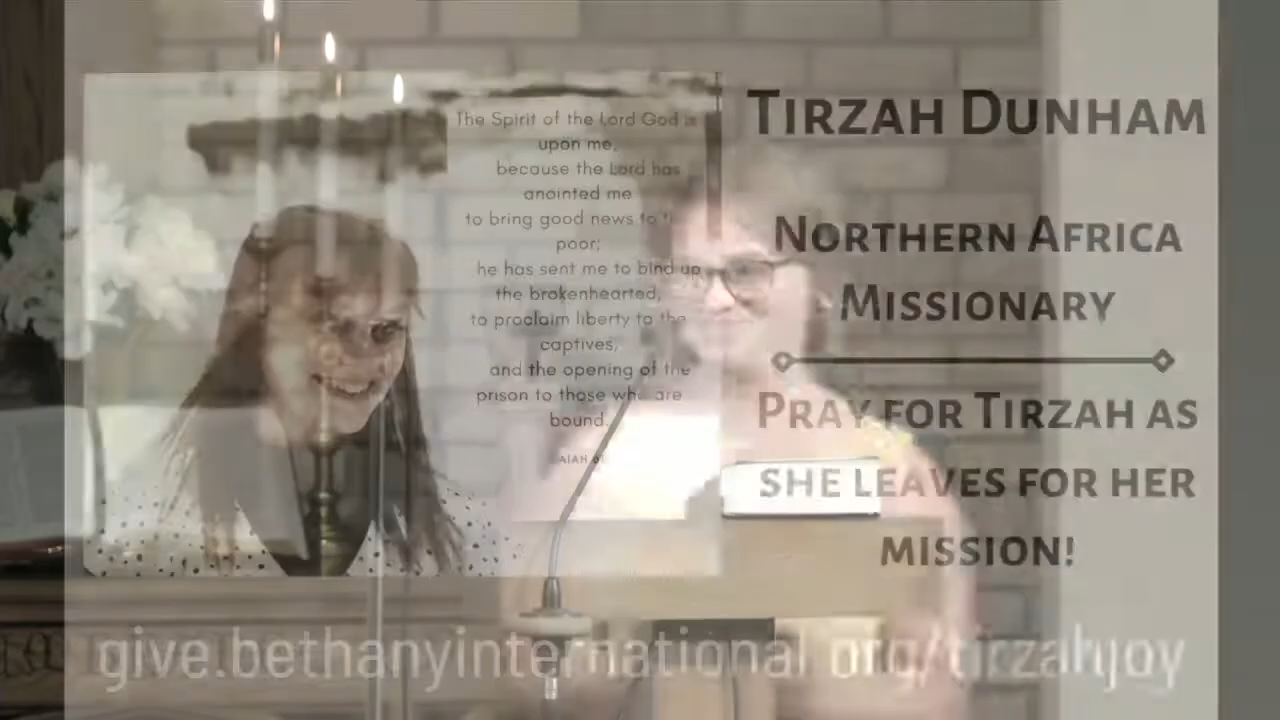 The Spirit of the Lord God is
upon me,
because the Lord has
anointed me
to bring good news to
poor;
he has sent me to bind up
the brokenhearted,
to proclaim liberty to the
captives,
and the opening of the
prison to those who are
bound.
TIRZAH DUNHAM
NORTHERN AFRICA
MISSIONARY
PRAY FOR TIRZAH AS
SHE LEAVES FOR HER
MISSION!
give.bethanyinternational.org/tirzahjoy